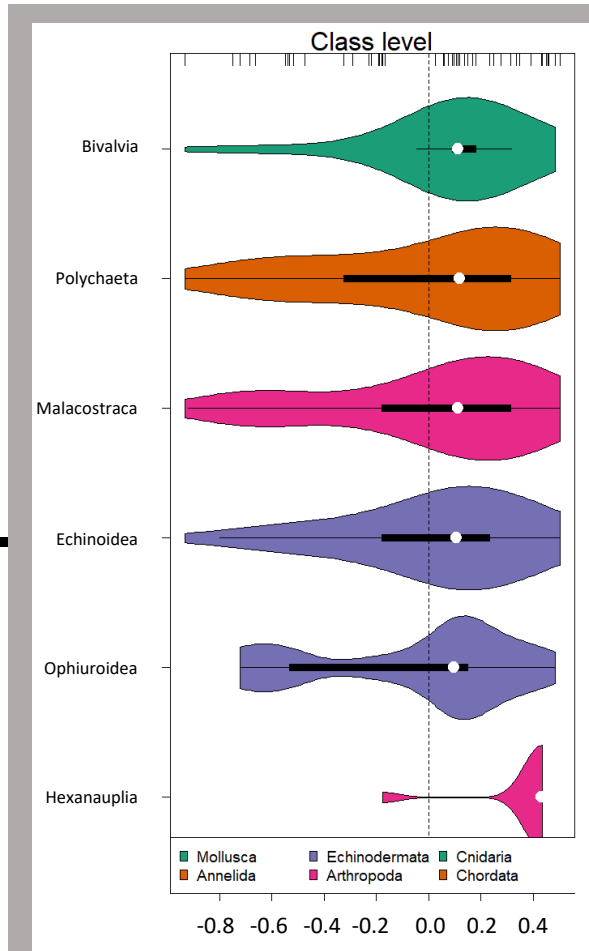 Class level
Bivalvia
Polychaeta
Malacostraca
Echinoidea
Ophiuroidea
Hexanauplia
Mollusca Echinodermata Cnidaria
Annelida Arthropoda Chordata
-0.8 -0.6 -0.4 -0.2 0.0 0.2 0.4